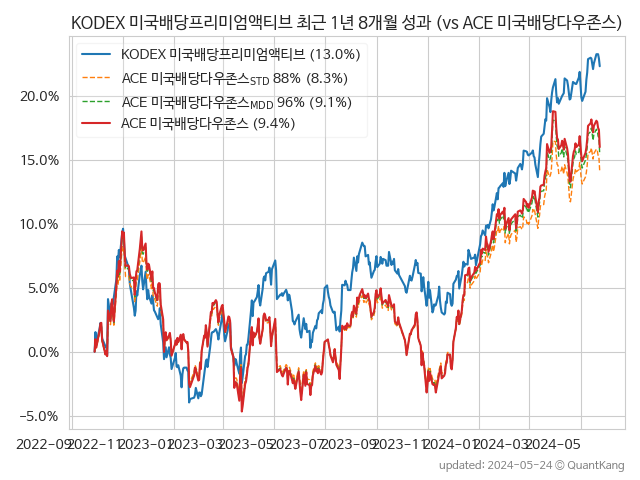 KODEX 미국배당프리미엄액티브 최근 1년 8개월 성과 (vs ACE 미국배당다우존스)
KODEX 미국배당프리미엄액티브 (13.0%)
ACE 미국배당다우존스STD 88% (8.3%)
ACE 미국배당다우존스MDD 96% (9.1%)
ACE 미국배당다우존스 (9.4%)
20.0%
15.0%
10.0%
5.0%
0.0%
−5.0%
2022-09 2022-11 2023-01 2023-03 2023-05 2023-07 2023-09 2023-11 2024-01 2024-03 2024-05
updated: 2024-05-24 © QuantKang